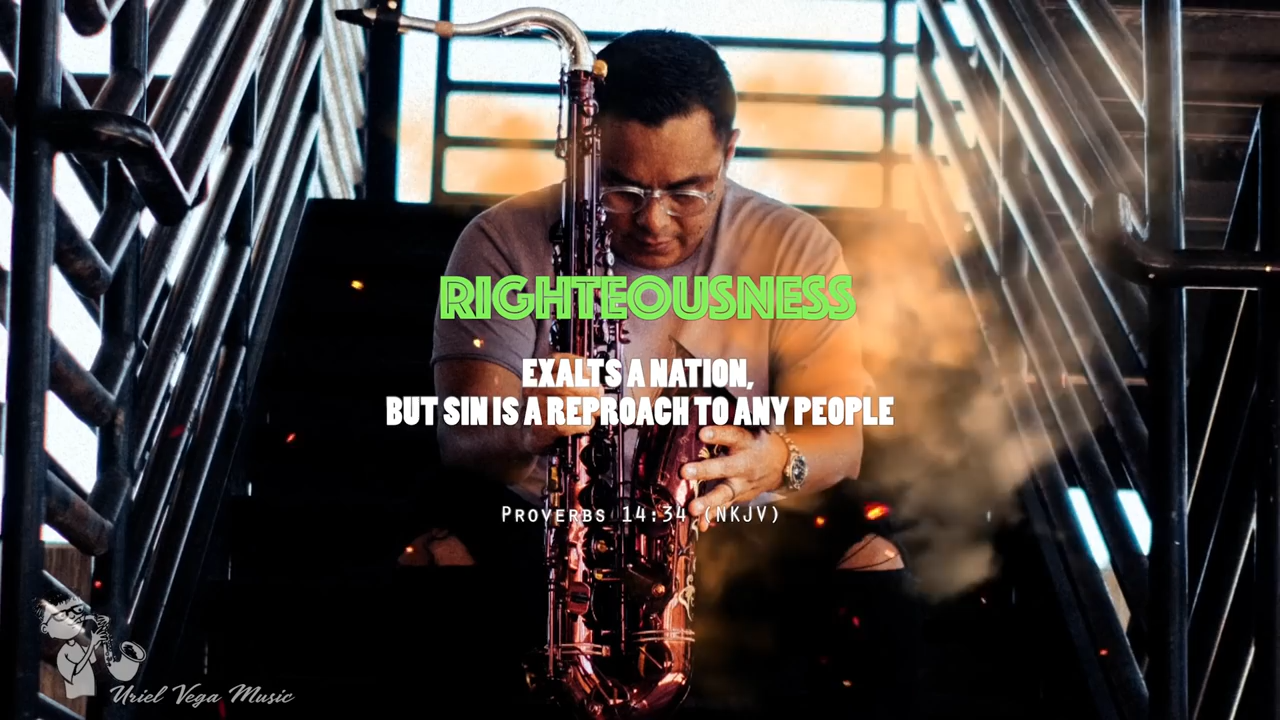 RIGHTEOUSNESS
EXALTS A NATION,
BUT SIN IS A REPROACH TO ANY PEOPLE
Proverbs 14:34 (NKJV)
Uriel Vega Music